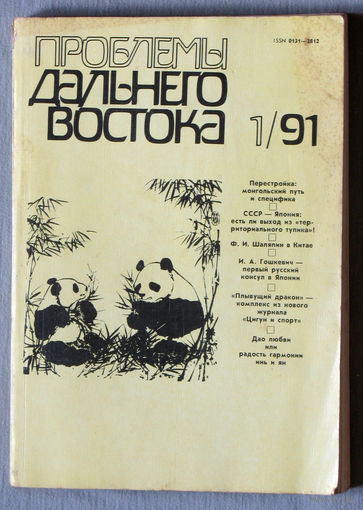 ISSN 0131—2812
ПРОБЛЕМЫ
ДАЛЬНЕГО
ВОСТОКА
1/91
Перестройка:
монгольский путь
и специфика
СССР — Япония:
есть ли выход из «тер-
риториального тупика»!
Ф. И. Шаляпин в Китае
И. А. Гошкевич —
первый русский
консул в Японии
«Плывущий дракон» —
комплекс из нового
журнала
«Цигун и спорт»
Дао любви
или
радость гармонии
инь и ян